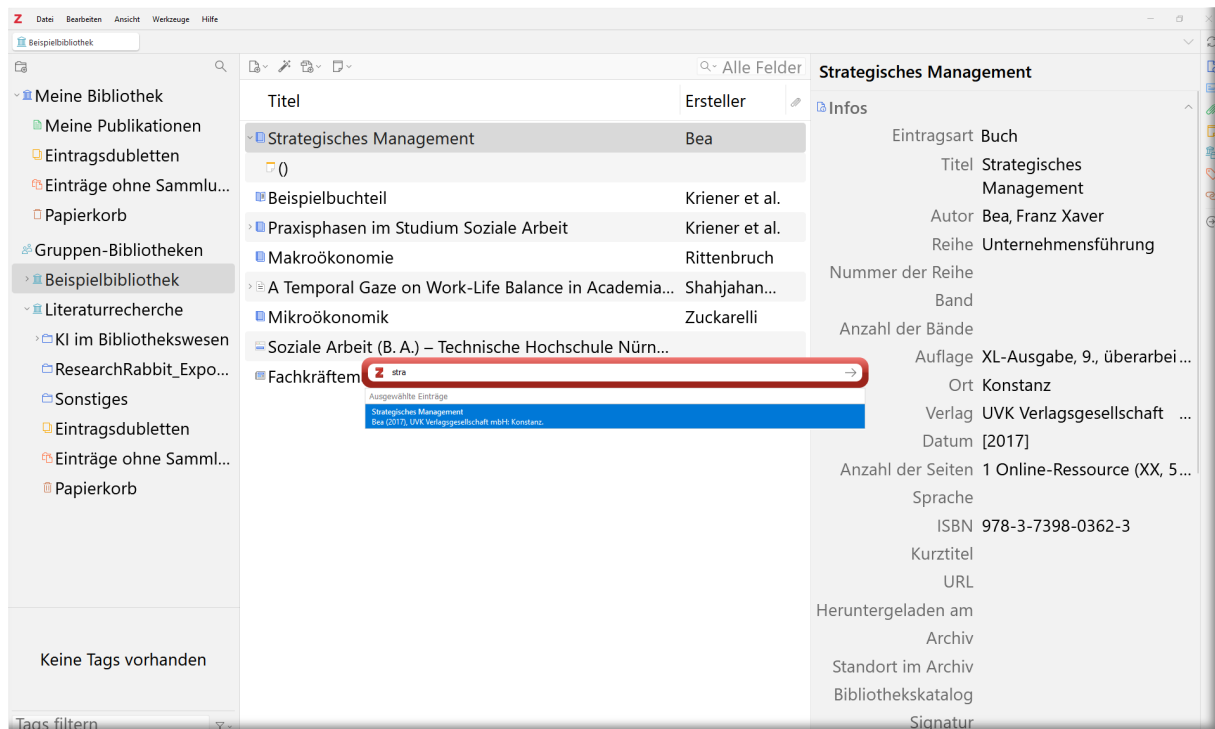 Z Datei Bearbeiten Ansicht Werkzeuge Hilfe
Beispielbibliothek
Meine Bibliothek
Meine Publikationen
Eintragsdubletten
Einträge ohne Sammlu...
Papierkorb
Gruppen-Bibliotheken
Beispielbibliothek
Literaturrecherche
KI im Bibliothekswesen
ResearchRabbit_Expo...
Sonstiges
Eintragsdubletten
Einträge ohne Samml...
Papierkorb
Keine Tags vorhanden
Tags filtern
Alle Felder
Titel Ersteller
Strategisches Management Bea
()
Beispielbuchteil Kriener et al.
Praxisphasen im Studium Soziale Arbeit Kriener et al.
Makroökonomie Rittenbruch
A Temporal Gaze on Work-Life Balance in Academia... Shahjahan...
Mikroökonomik Zuckarelli
Soziale Arbeit (B. A.) – Technische Hochschule Nürn...
Fachkräftem
Z stra
Ausgewählte Einträge
Strategisches Management
Bea (2017), UVK Verlagsgesellschaft mbH: Konstanz.
Strategisches Management
Infos
Eintragsart Buch
Titel Strategisches
Management
Autor Bea, Franz Xaver
Reihe Unternehmensführung
Nummer der Reihe
Band
Anzahl der Bände
Auflage XL-Ausgabe, 9., überarbei...
Ort Konstanz
Verlag UVK Verlagsgesellschaft ...
Datum [2017]
Anzahl der Seiten 1 Online-Ressource (XX, 5...
Sprache
ISBN 978-3-7398-0362-3
Kurztitel
URL
Heruntergeladen am
Archiv
Standort im Archiv
Bibliothekskatalog
Signatur